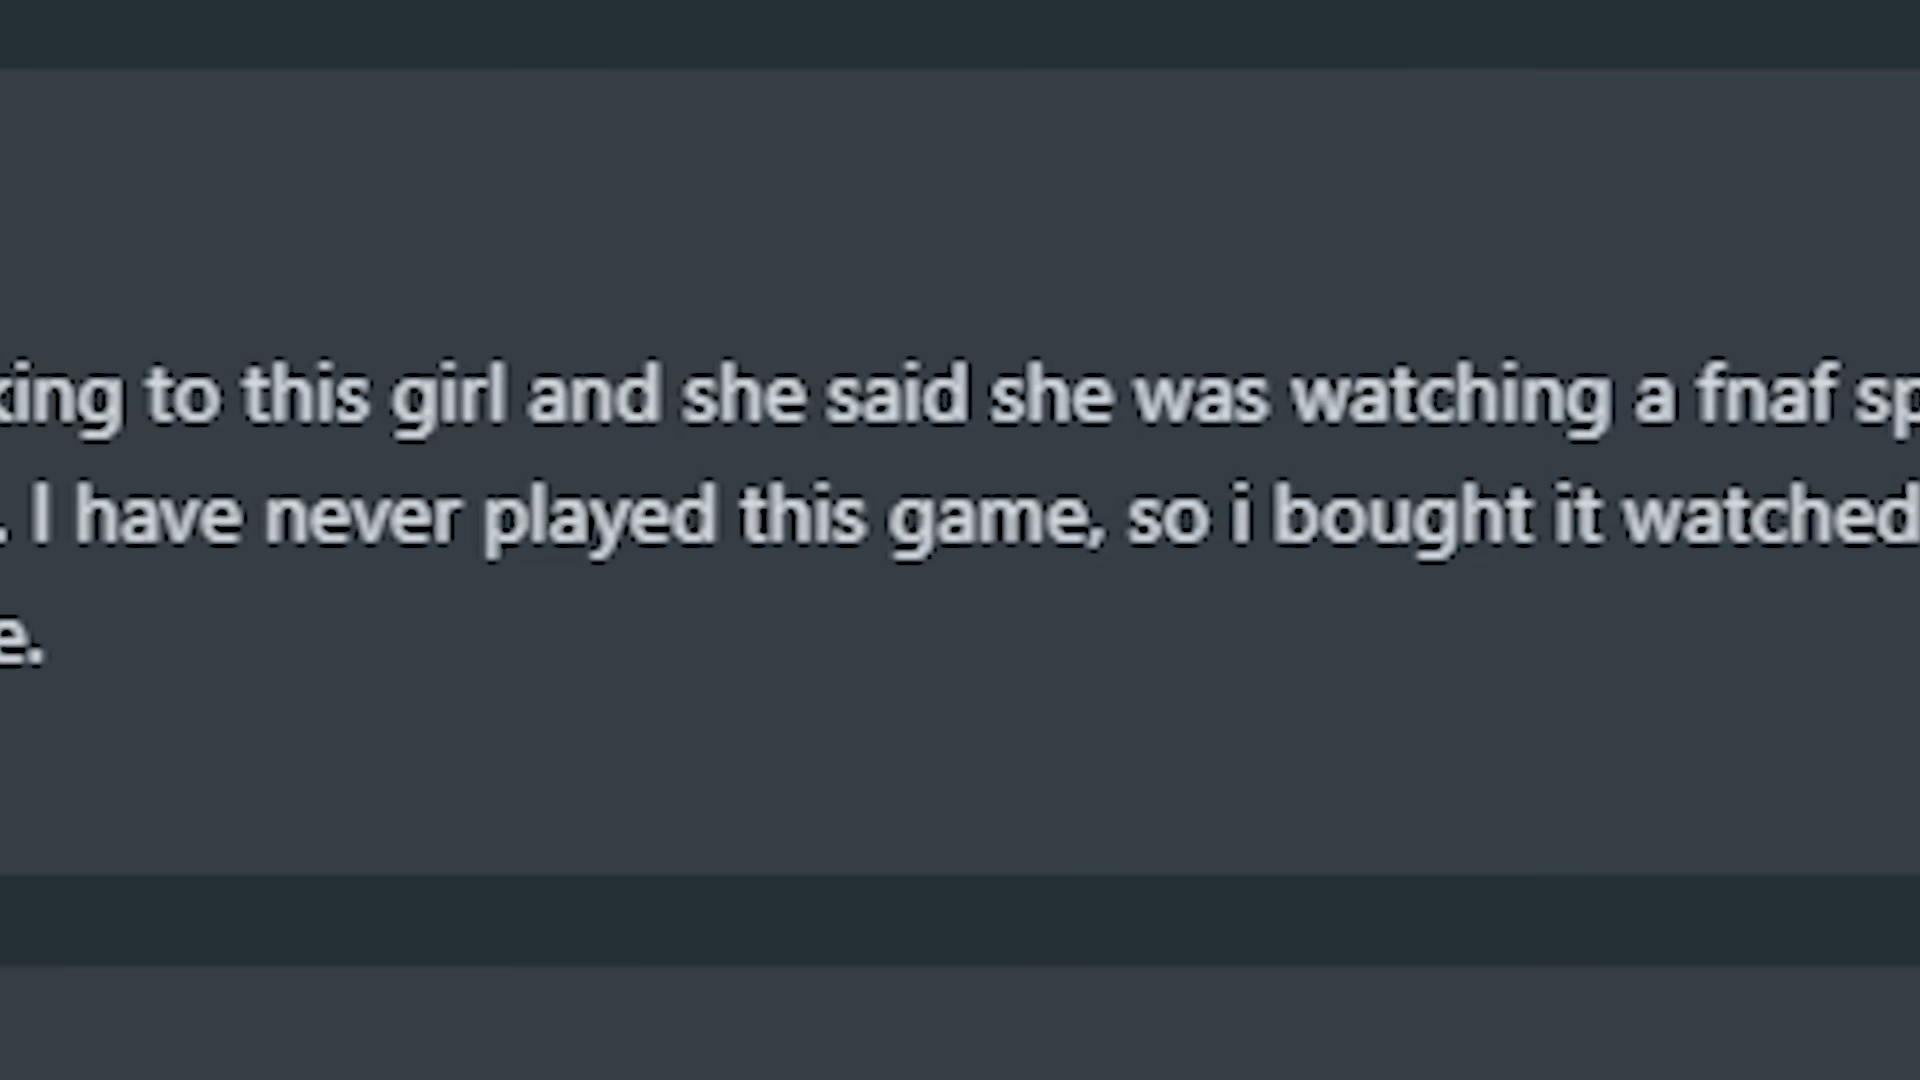 king to this girl and she said she was watching a fnaf sp
. I have never played this game, so i bought it watched
e.